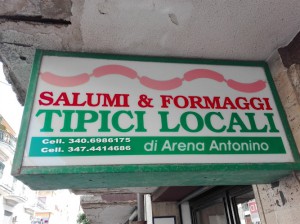 SALUMI & FORMAGGI
TIPICI LOCALI
Cell. 340.6986175
Cell. 347.4414686
di Arena Antonino